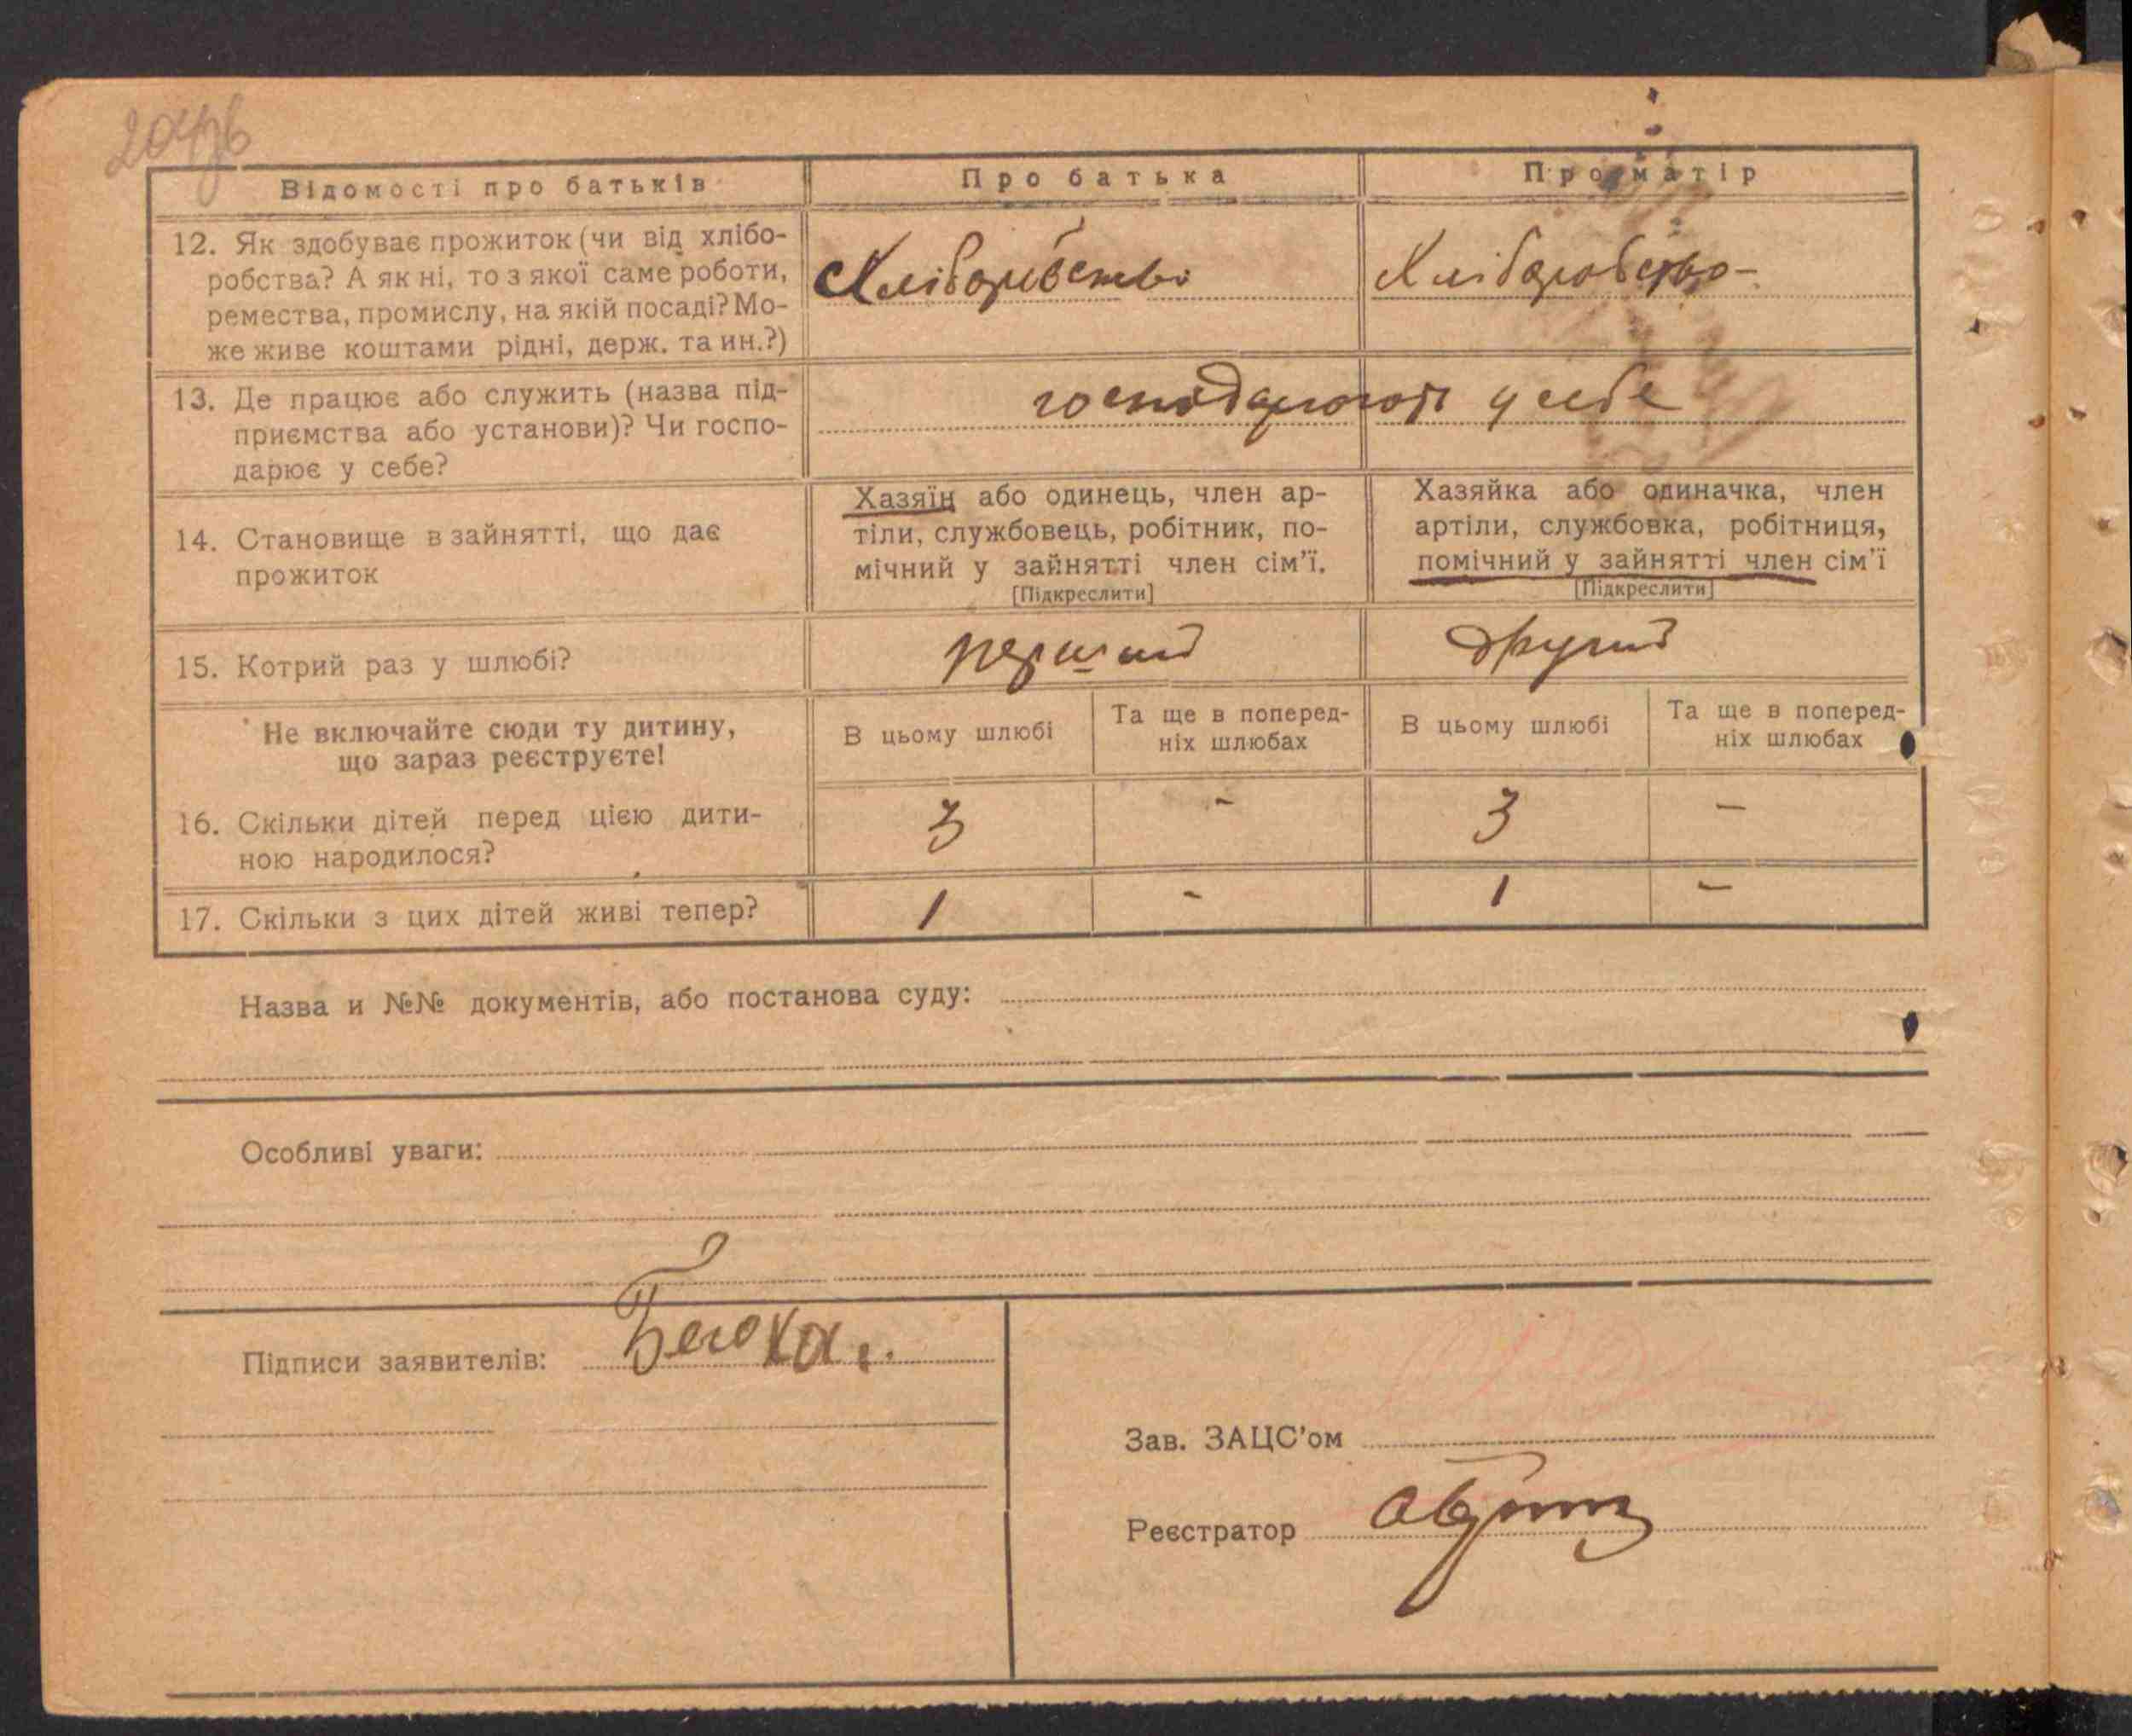 Відомості про батьків
Про батька
Про матір
12. Як здобуває прожиток (чи від хлібо-
робства? А як ні, то з якої саме роботи,
ремества, промислу, на якій посаді? Мо-
же живе коштами рідні, держ. та ин.?)
Хліборобство
Хліборобство
13. Де працює або служить (назва під-
приємства або установи)? Чи госпо-
дарює у себе?
господарюють у себе
14. Становище в зайнятті, що дає
прожиток
Хазяїн або одинець, член ар-
тіли, службовець, робітник, по-
мічний у зайнятті член сім'ї.
[Підкреслити]
Хазяйка або одиначка, член
артіли, службовка, робітниця,
помічний у зайнятті член сім'ї
[Підкреслити]
15. Котрий раз у шлюбі?
перший
другий
Не включайте сюди ту дитину,
що зараз реєструєте!
В цьому шлюбі
Та ще в поперед-
ніх шлюбах
В цьому шлюбі
Та ще в поперед-
ніх шлюбах
16. Скільки дітей перед цією дити-
ною народилося?
3 - 3 -
17. Скільки з цих дітей живі тепер?
1 - 1 -
Назва и №№ документів, або постанова суду:
Особливі уваги:
Підписи заявителів:
Зав. ЗАЦС'ом
Реєстратор